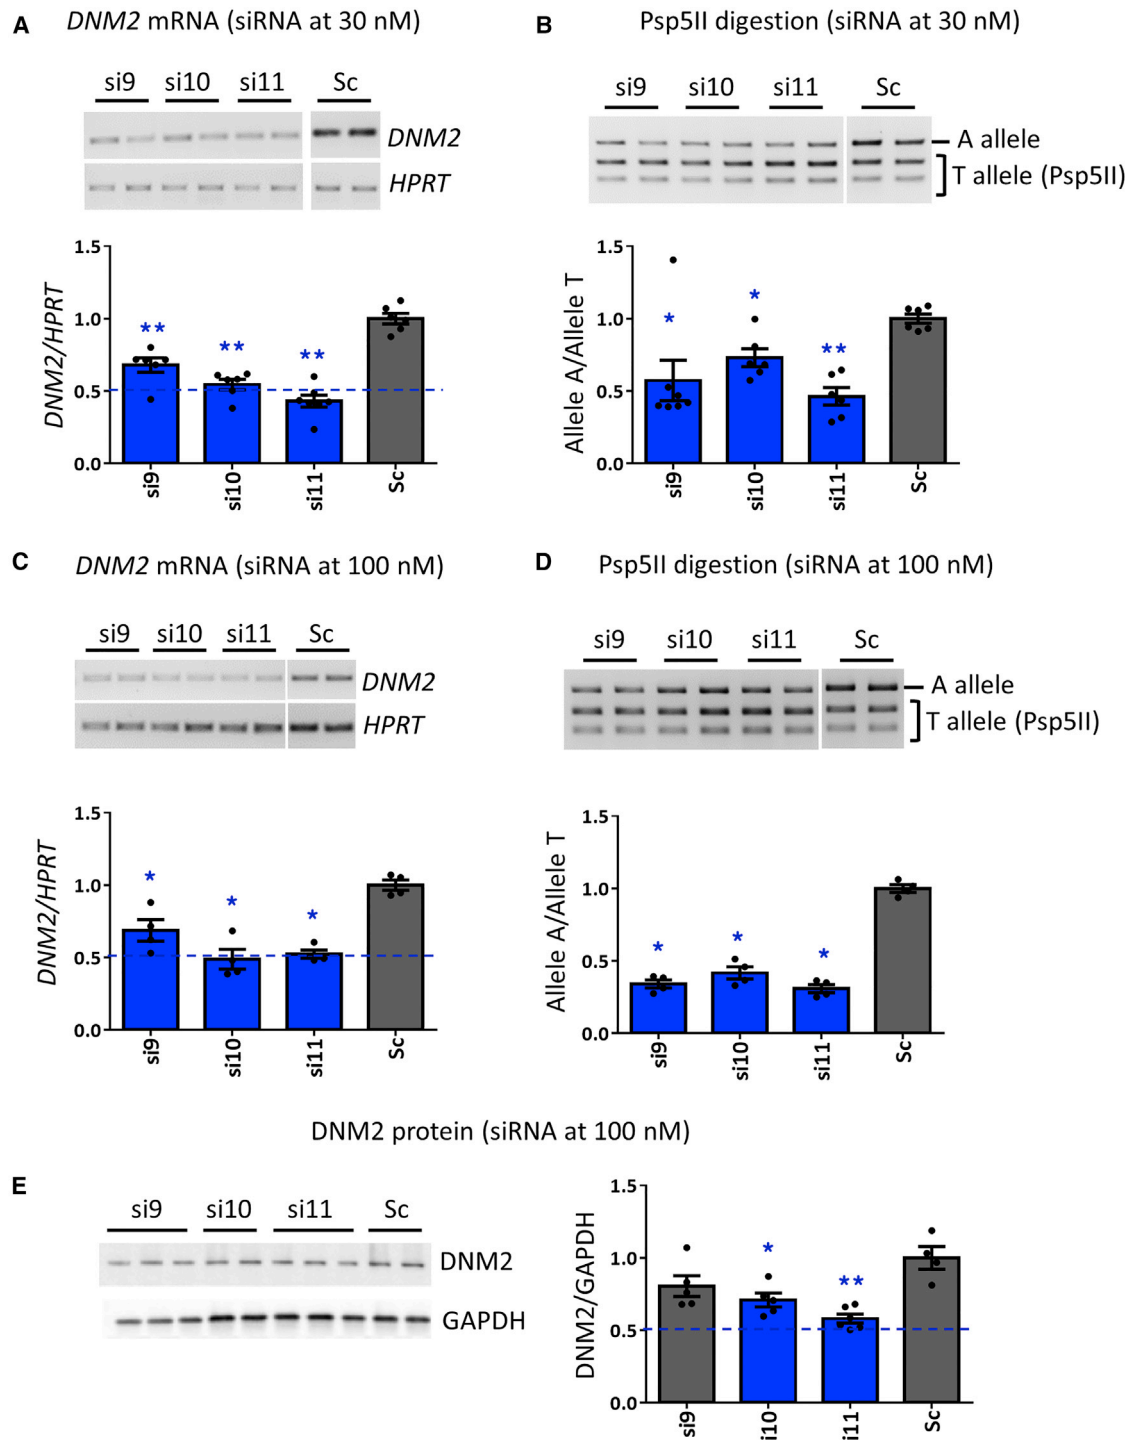 A
DNM2 mRNA (siRNA at 30 nM)
si9 si10 si11 Sc
DNM2
HPRT
1.5
1.0
0.5
0.0
DNM2/HPRT
**
**
**
si9 si10 si11 Sc
B
Psp5II digestion (siRNA at 30 nM)
si9 si10 si11 Sc
A allele
T allele (Psp5II)
1.5
1.0
0.5
0.0
Allele A/Allele T
*
*
**
si9 si10 si11 Sc
C
DNM2 mRNA (siRNA at 100 nM)
si9 si10 si11 Sc
DNM2
HPRT
1.5
1.0
0.5
0.0
DNM2/HPRT
*
*
*
si9 si10 si11 Sc
D
Psp5II digestion (siRNA at 100 nM)
si9 si10 si11 Sc
A allele
T allele (Psp5II)
1.5
1.0
0.5
0.0
Allele A/Allele T
*
*
*
si9 si10 si11 Sc
DNM2 protein (siRNA at 100 nM)
E
si9 si10 si11 Sc
DNM2
GAPDH
1.5
1.0
0.5
0.0
DNM2/GAPDH
*
**
si9 i10 i11 Sc